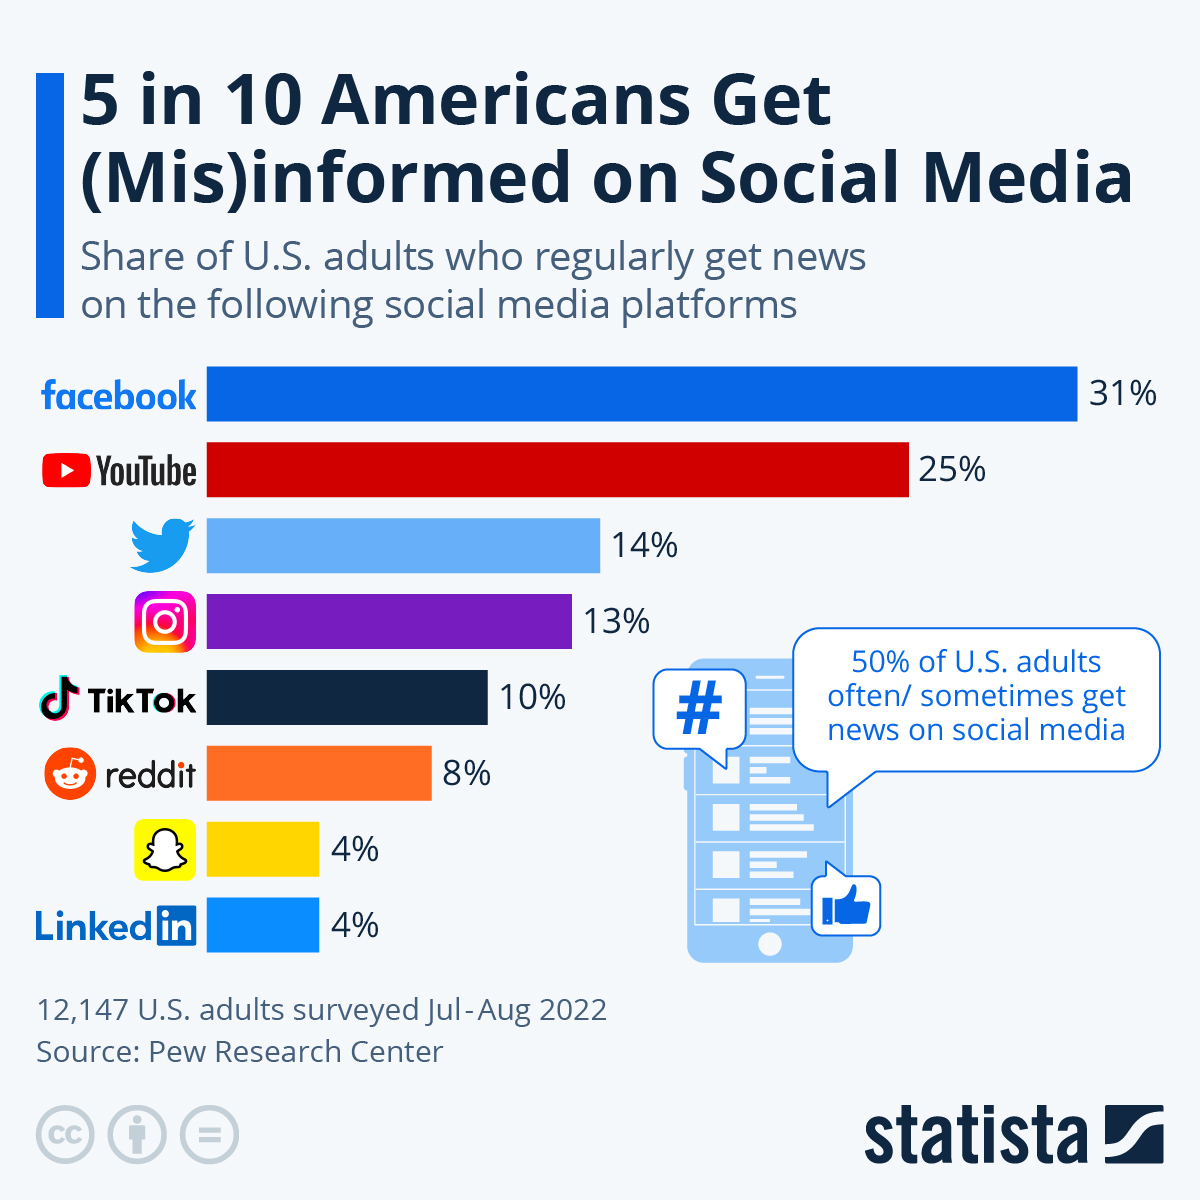 5 in 10 Americans Get
(Mis)informed on Social Media
Share of U.S. adults who regularly get news
on the following social media platforms
facebook 31%
YouTube 25%
14%
13%
TikTok 10%
reddit 8%
4%
Linked in 4%
#
50% of U.S. adults
often/ sometimes get
news on social media
12,147 U.S. adults surveyed Jul-Aug 2022
Source: Pew Research Center
cc =
statista